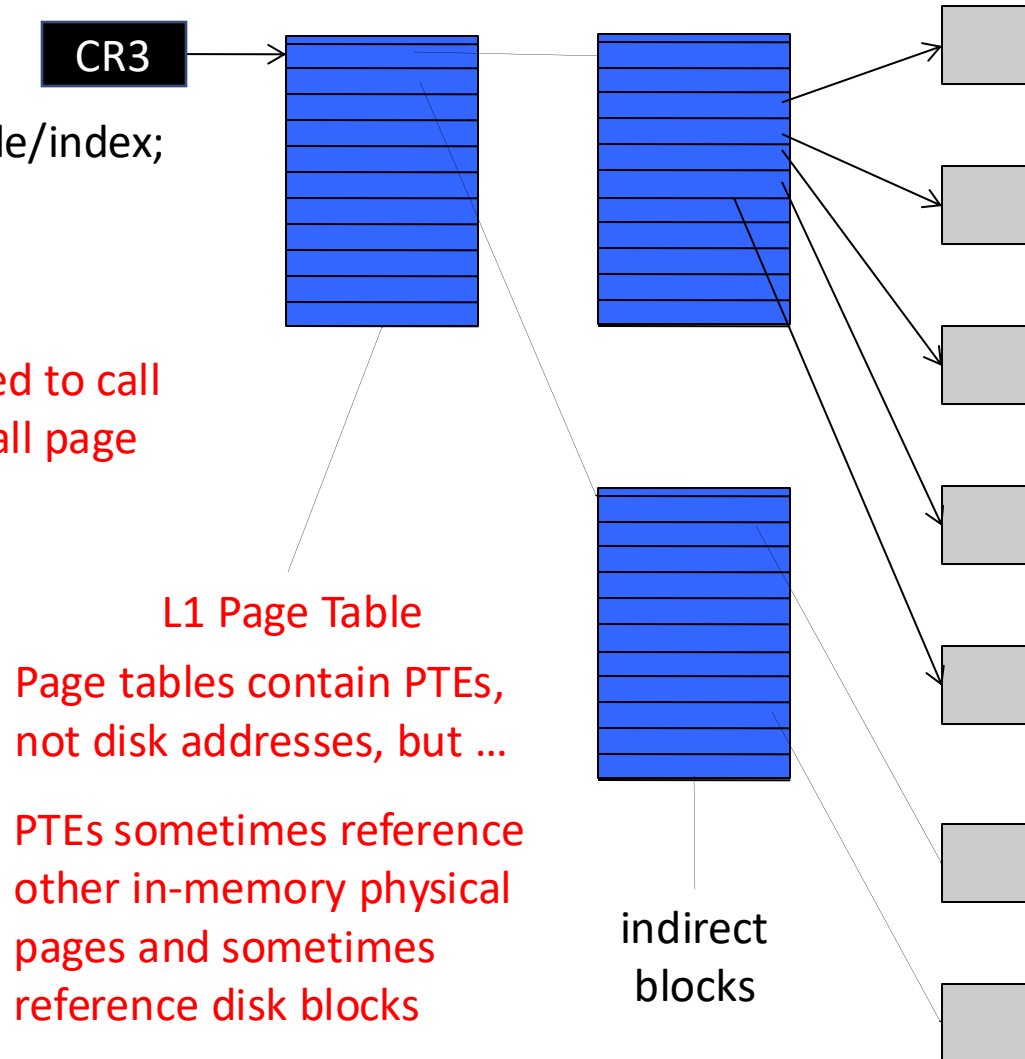 CR3
le/index;
ed to call
all page
L1 Page Table
Page tables contain PTEs,
not disk addresses, but ...
PTEs sometimes reference
other in-memory physical
pages and sometimes
reference disk blocks
indirect
blocks